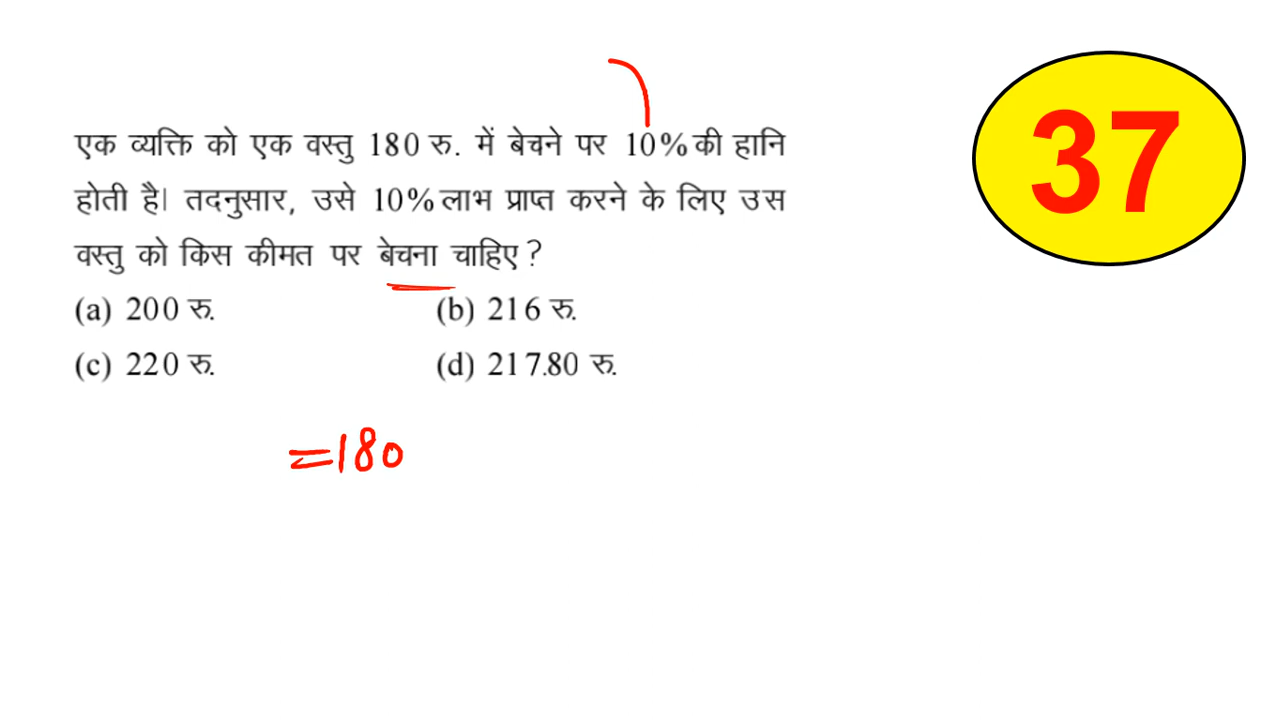 एक व्यक्ति को एक वस्तु 180 रु. में बेचने पर 10% की हानि
होती है। तदनुसार, उसे 10% लाभ प्राप्त करने के लिए उस
वस्तु को किस कीमत पर बेचना चाहिए ?
(a) 200 रु. (b) 216 रु.
(c) 220 रु. (d) 217.80 रु.
=180
37